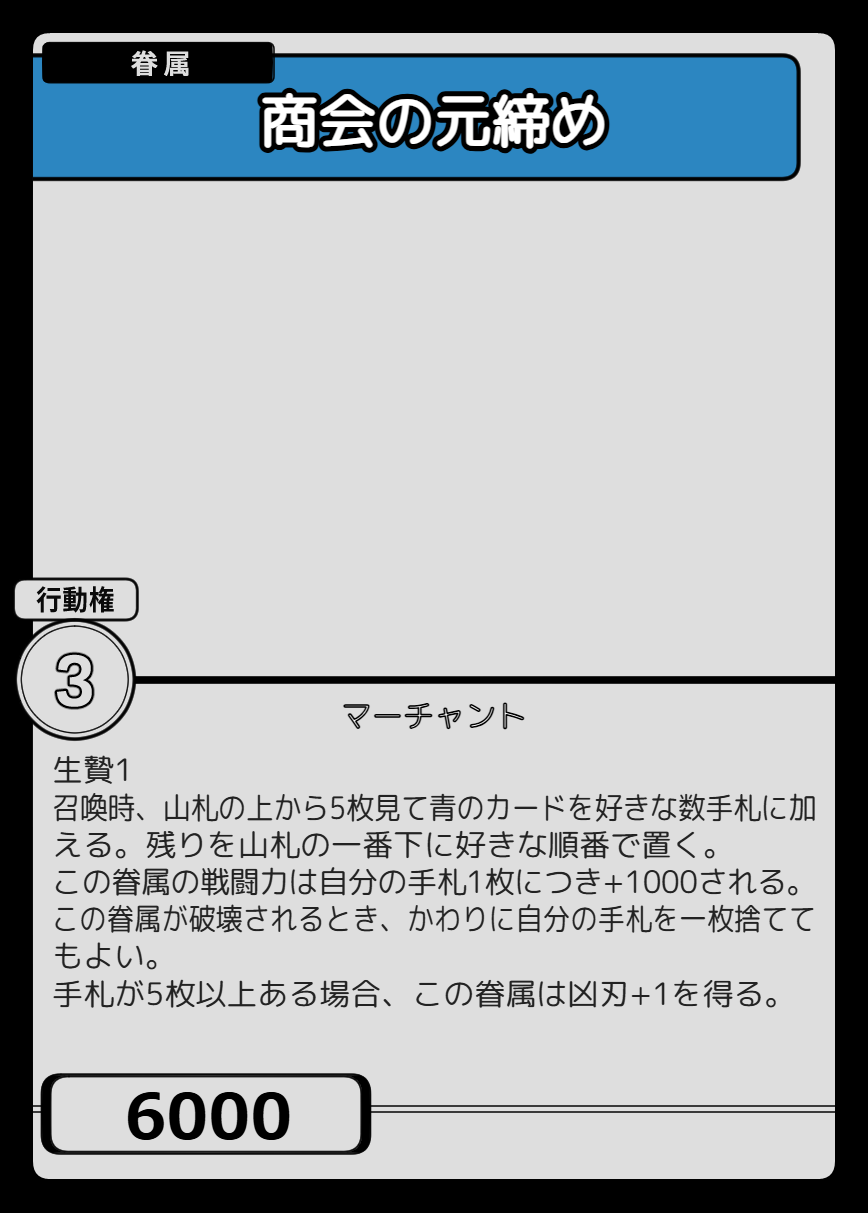 眷属
商会の元締め
行動権
3
マーチャント
生贄1
召喚時、山札の上から5枚見て青のカードを好きな数手札に加
える。残りを山札の一番下に好きな順番で置く。
この眷属の戦闘力は自分の手札1枚につき+1000される。
この眷属が破壊されるとき、かわりに自分の手札を一枚捨てて
もよい。
手札が5枚以上ある場合、この眷属は凶刃+1を得る。
6000